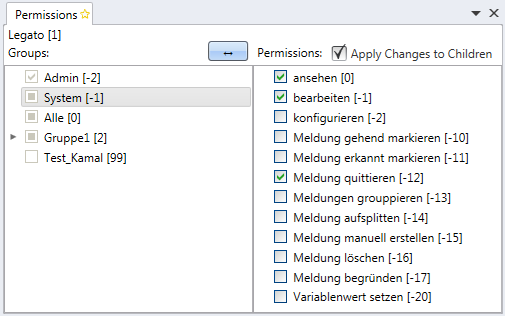 Permissions
Legato [1]
Groups:
↔
Permissions:
Apply Changes to Children
Admin [-2]
System [-1]
Alle [0]
Gruppe1 [2]
Test_Kamal [99]
ansehen [0]
bearbeiten [-1]
konfigurieren [-2]
Meldung gehend markieren [-10]
Meldung erkannt markieren [-11]
Meldung quittieren [-12]
Meldungen grouppieren [-13]
Meldung aufsplitten [-14]
Meldung manuell erstellen [-15]
Meldung löschen [-16]
Meldung begründen [-17]
Variablenwert setzen [-20]